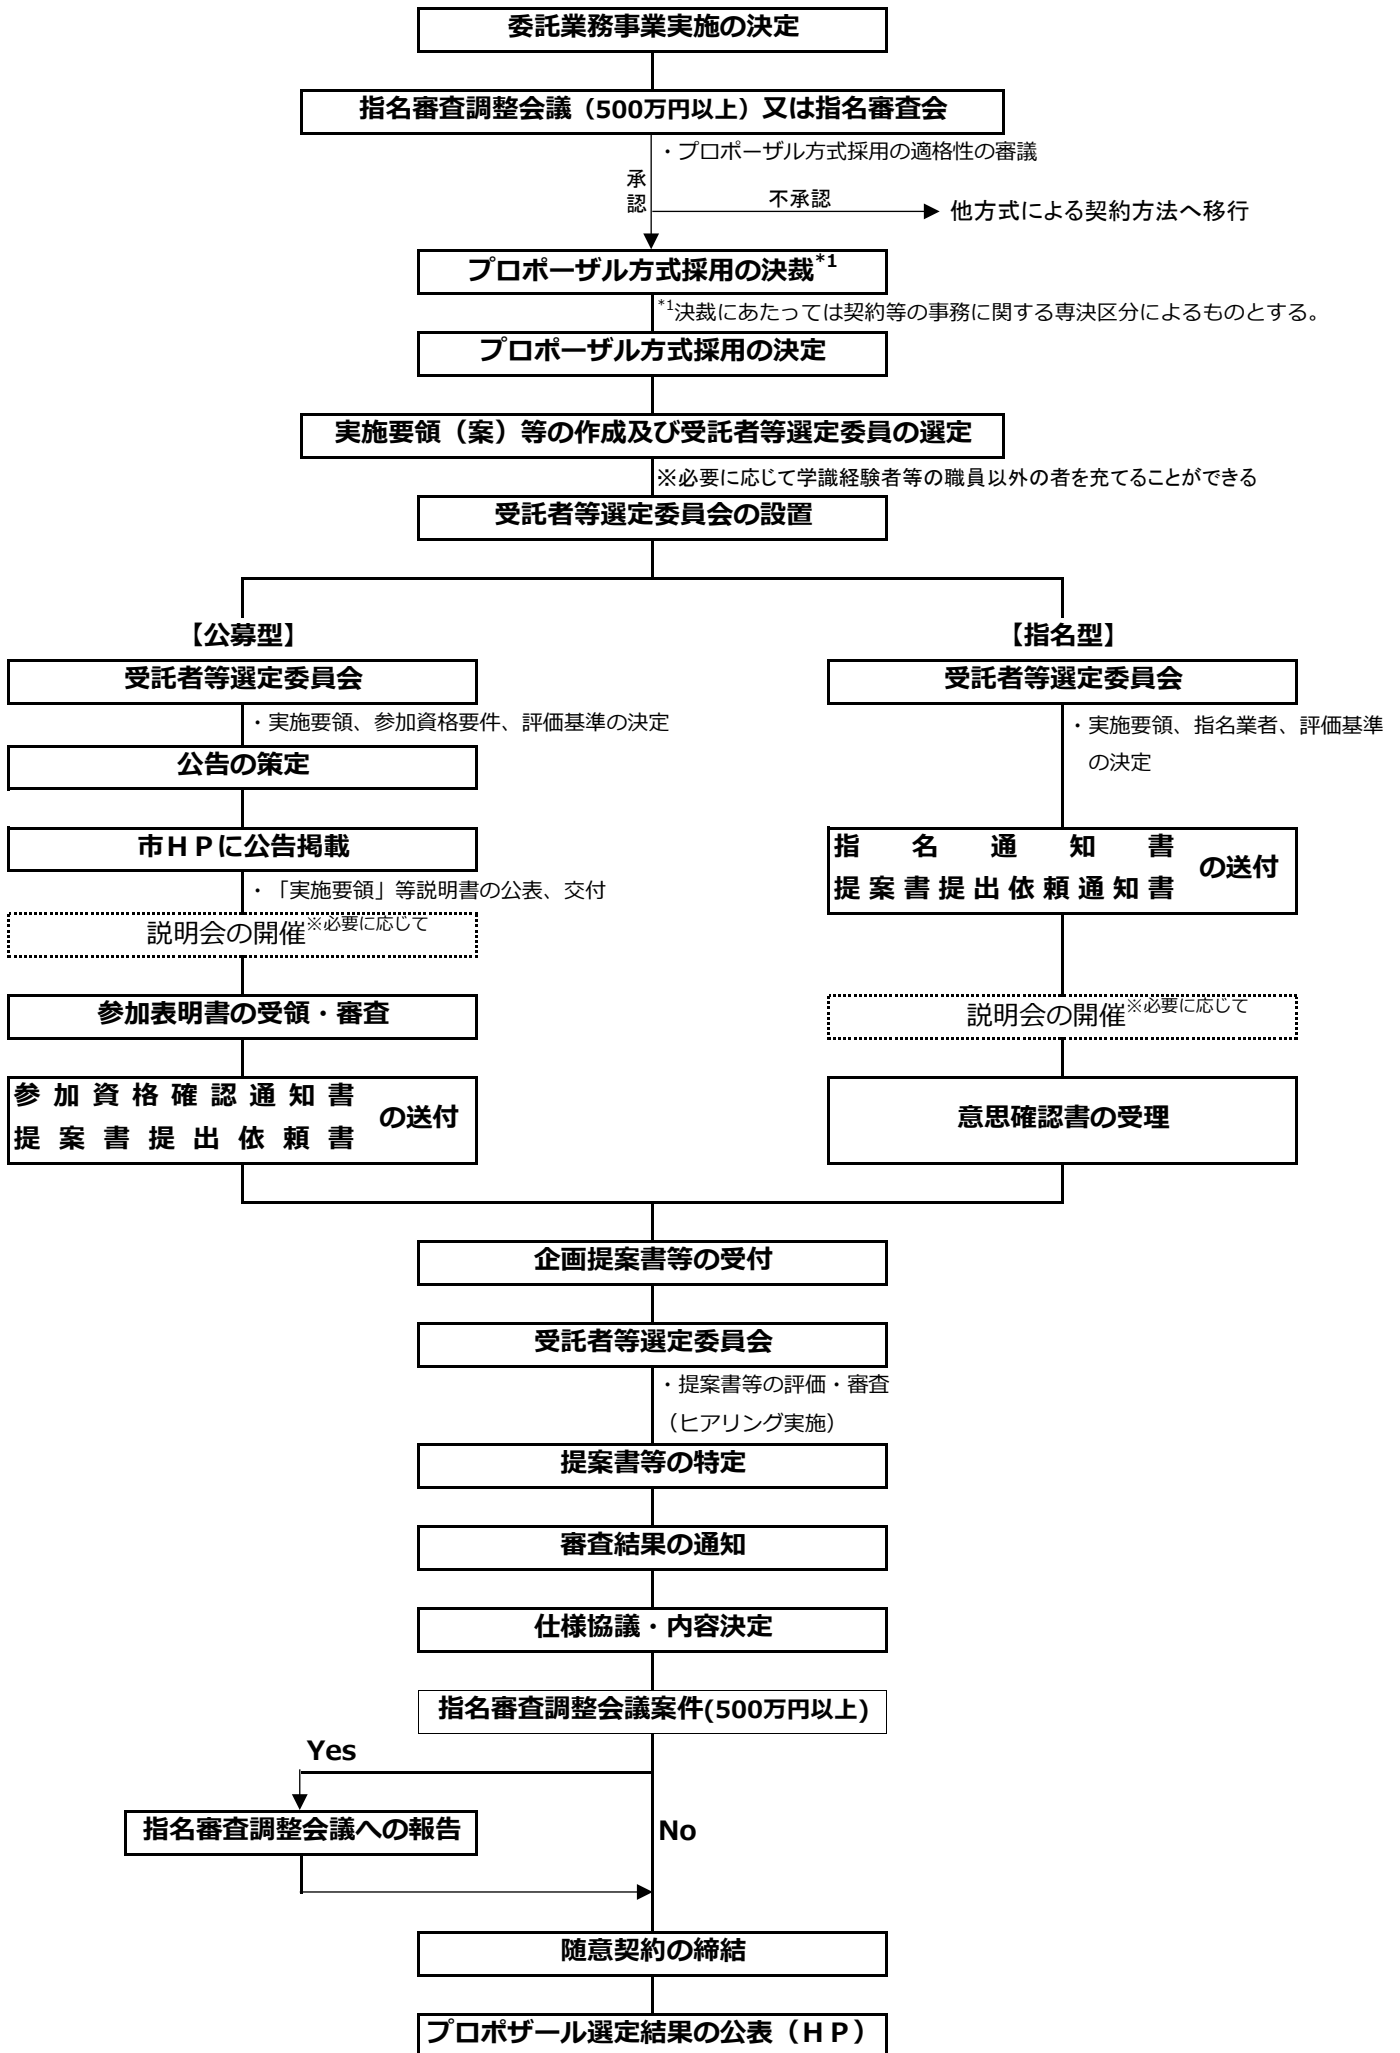 委託業務事業実施の決定
指名審査調整会議（500万円以上）又は指名審査会
・プロポーザル方式採用の適格性の審議
承認
不承認
他方式による契約方法へ移行
プロポーザル方式採用の決裁*1
*1決裁にあたっては契約等の事務に関する専決区分によるものとする。
プロポーザル方式採用の決定
実施要領（案）等の作成及び受託者等選定委員の選定
※必要に応じて学識経験者等の職員以外の者を充てることができる
受託者等選定委員会の設置
【公募型】
受託者等選定委員会
・実施要領、参加資格要件、評価基準の決定
公告の策定
市ＨＰに公告掲載
・「実施要領」等説明書の公表、交付
説明会の開催※必要に応じて
参加表明書の受領・審査
参加資格確認通知書
提案書提出依頼書
の送付
【指名型】
受託者等選定委員会
・実施要領、指名業者、評価基準
の決定
指名通知書
提案書提出依頼通知書
の送付
説明会の開催※必要に応じて
意思確認書の受理
企画提案書等の受付
受託者等選定委員会
・提案書等の評価・審査
（ヒアリング実施）
提案書等の特定
審査結果の通知
仕様協議・内容決定
指名審査調整会議案件(500万円以上)
Yes
指名審査調整会議への報告
No
随意契約の締結
プロポザール選定結果の公表（ＨＰ）